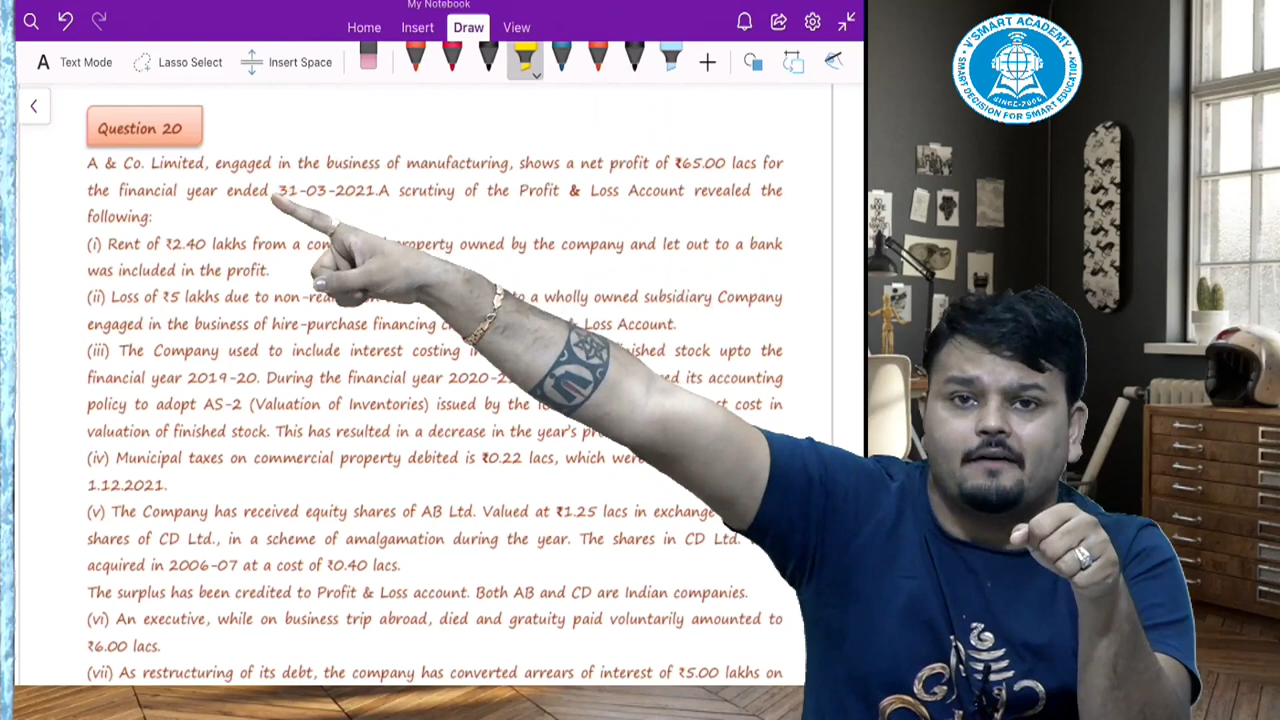 My Notebook
Home Insert Draw View
Text Mode Lasso Select Insert Space
V'SMART ACADEMY
SINCE-2006
SMART DECISION FOR SMART EDUCATION
Question 20
A & Co. Limited, engaged in the business of manufacturing, shows a net profit of ₹65.00 lacs for
the financial year ended 31-03-2021.A scrutiny of the Profit & Loss Account revealed the
following:
(i) Rent of ₹2.40 lakhs from a property owned by the company and let out to a bank
was included in the profit.
(ii) Loss of ₹5 lakhs due to to a wholly owned subsidiary Company
engaged in the business of hire-purchase financing Loss Account.
(iii) The Company used to include interest costing stock upto the
financial year 2019-20. During the financial year its accounting
policy to adopt AS-2 (Valuation of Inventories) issued by the cost in
valuation of finished stock. This has resulted in a decrease in the year's
(iv) Municipal taxes on commercial property debited is ₹0.22 lacs, which
1.12.2021.
(v) The Company has received equity shares of AB Ltd. Valued at ₹1.25 lacs in exchange
shares of CD Ltd., in a scheme of amalgamation during the year. The shares in CD Ltd.
acquired in 2006-07 at a cost of ₹0.40 lacs.
The surplus has been credited to Profit & Loss account. Both AB and CD are Indian companies.
(vi) An executive, while on business trip abroad, died and gratuity paid voluntarily amounted to
₹6.00 lacs.
(vii) As restructuring of its debt, the company has converted arrears of interest of ₹5.00 lakhs on